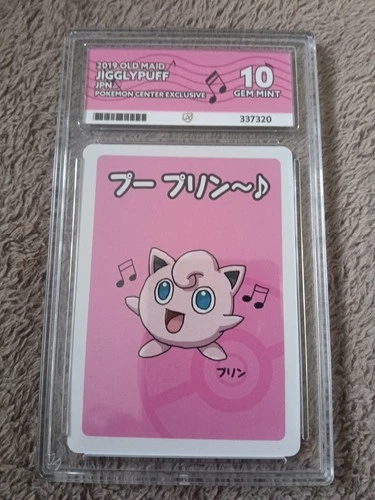 2019 OLD MAID
JIGGLYPUFF
JPN
POKEMON CENTER EXCLUSIVE
10
GEM MINT
337320
プー プリン～♪
プリン